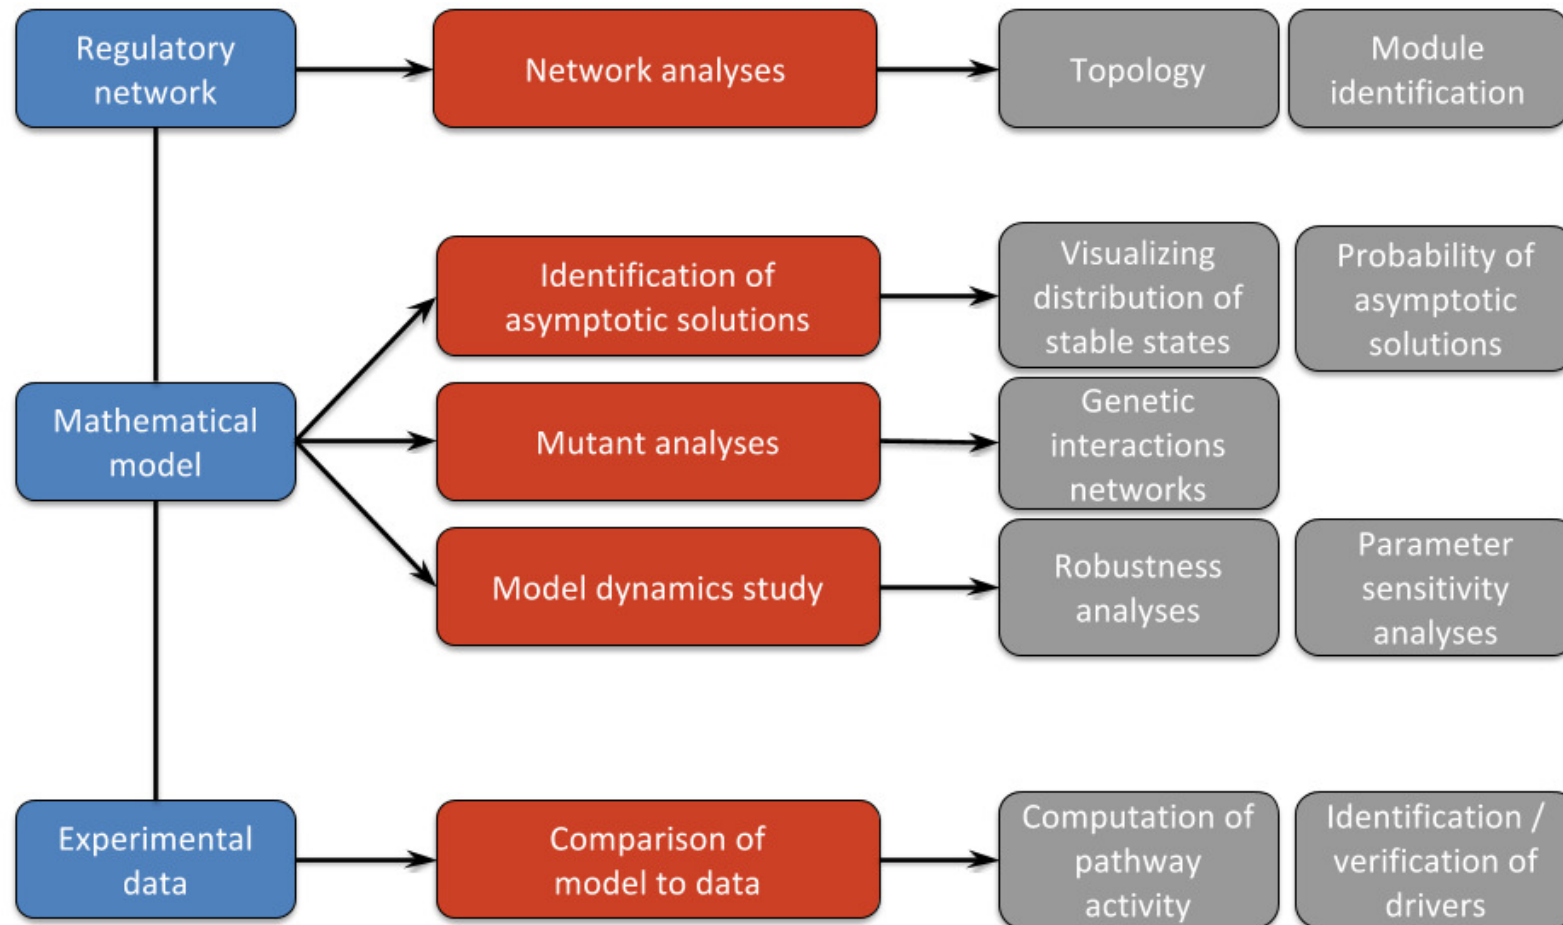 Regulatory
network
Network analyses
Topology
Module
identification
Identification of
asymptotic solutions
Visualizing
distribution of
stable states
Probability of
asymptotic
solutions
Mathematical
model
Mutant analyses
Genetic
interactions
networks
Model dynamics study
Robustness
analyses
Parameter
sensitivity
analyses
Experimental
data
Comparison of
model to data
Computation of
pathway
activity
Identification /
verification of
drivers